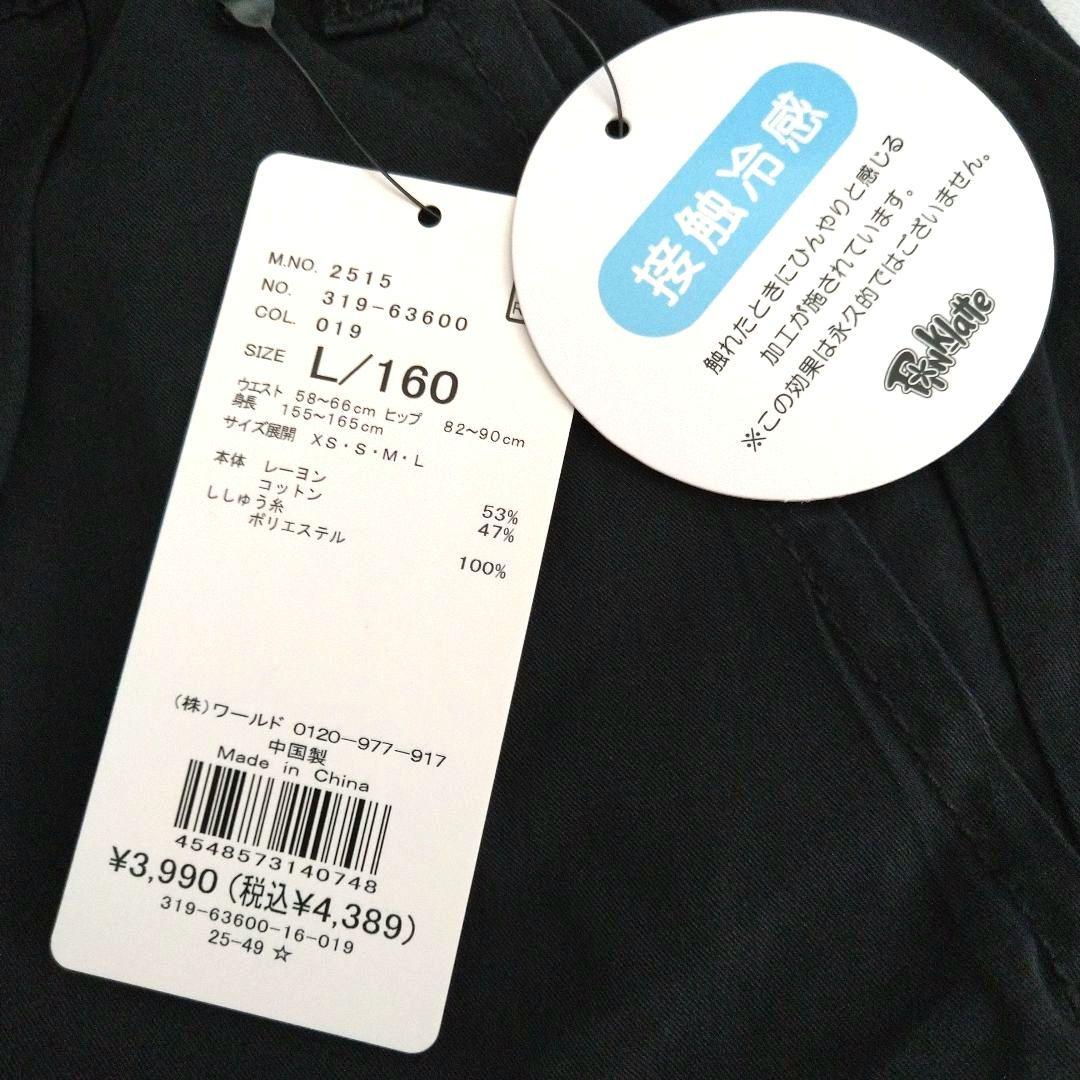 M.NO. 2515
NO. 319-63600
COL. 019
SIZE L/160
ウエスト 58~66cm ヒップ 82~90cm
身長 155~165cm
サイズ展開 XS・S・M・L
本体 レーヨン 53%
コットン 47%
ししゅう糸
ポリエステル 100%
(株)ワールド 0120-977-917
中国製
Made in China
4548573140748
¥3,990(税込¥4,389)
319-63600-16-019
25-49 ☆
接触冷感
触れたときにひんやりと感じる
加工が施されています。
※この効果は永久的ではございません。
PINKlatte